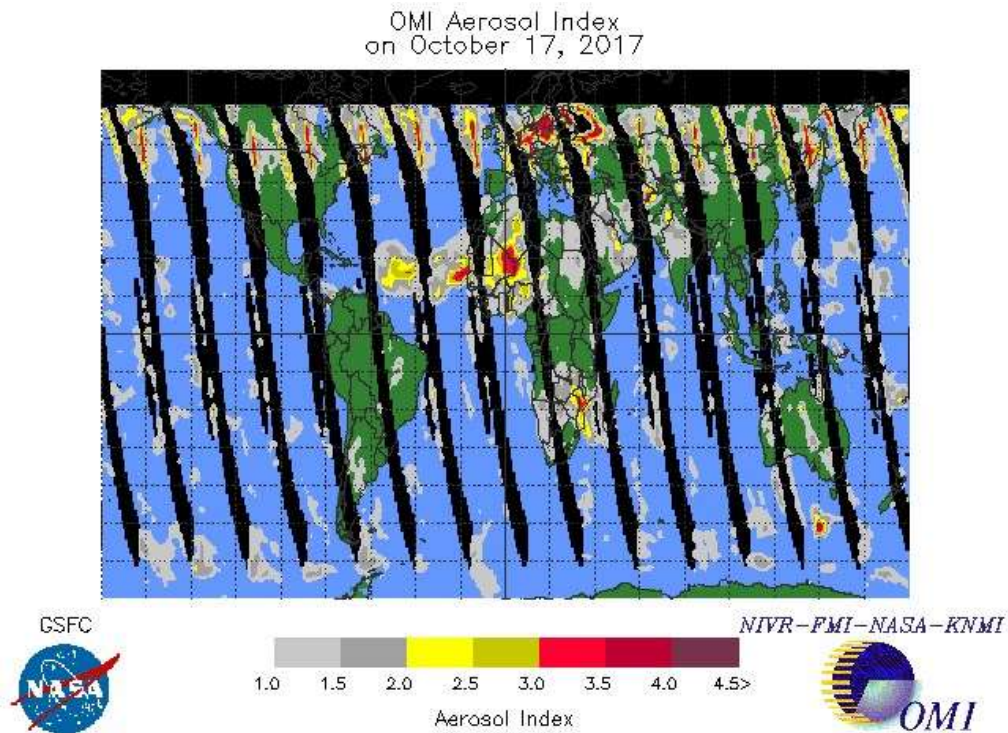 OMI Aerosol Index
on October 17, 2017
GSFC
NIVR-FMI-NASA-KNMI
NASA
1.0 1.5 2.0 2.5 3.0 3.5 4.0 4.5>
Aerosol Index
OMI